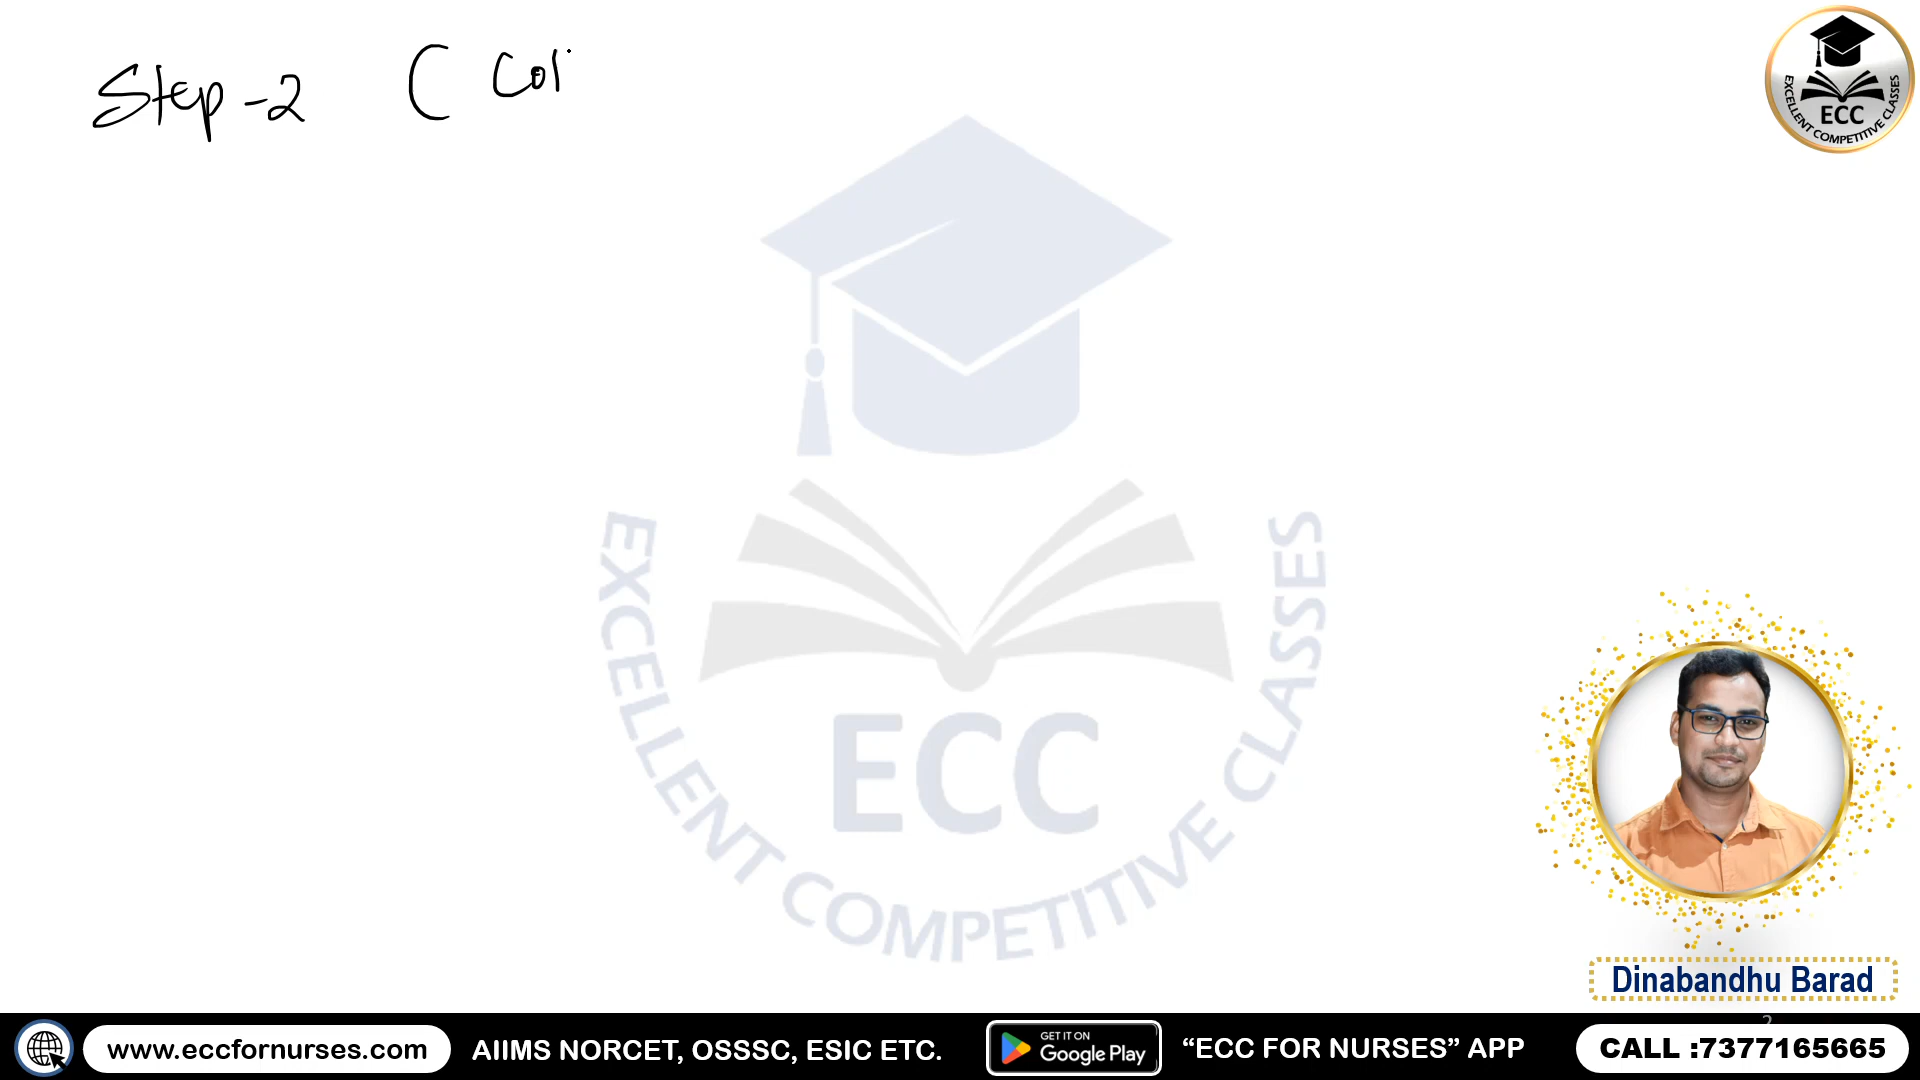 Step-2 ( Col
EXCELLENT COMPETITIVE CLASSES
ECC
ECC
EXCELLENT COMPETITIVE CLASSES
Dinabandhu Barad
2
www.eccfornurses.com AIIMS NORCET, OSSSC, ESIC ETC. GET IT ON Google Play “ECC FOR NURSES” APP CALL :7377165665